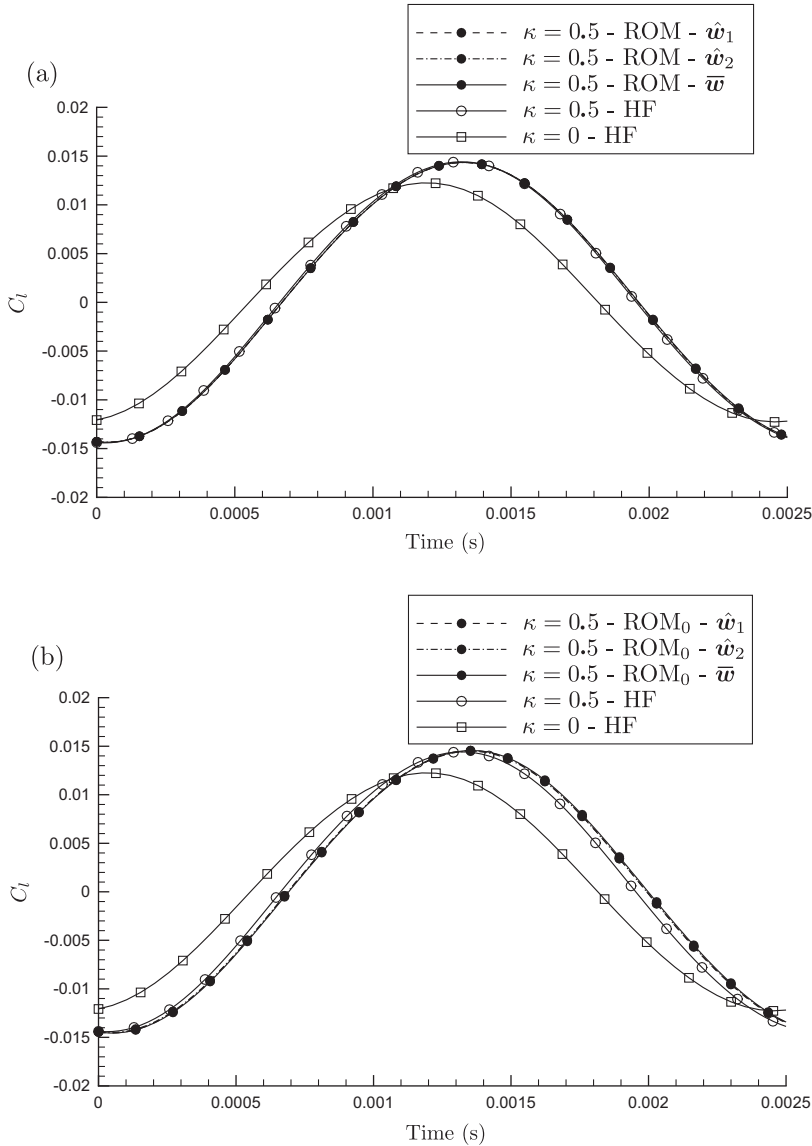 κ = 0.5 - ROM - ŵ₁
κ = 0.5 - ROM - ŵ₂
κ = 0.5 - ROM - w̅
κ = 0.5 - HF
κ = 0 - HF
(a)
0.02
0.015
0.01
0.005
0
-0.005
-0.01
-0.015
-0.02
C_l
0 0.0005 0.001 0.0015 0.002 0.0025
Time (s)
κ = 0.5 - ROM₀ - ŵ₁
κ = 0.5 - ROM₀ - ŵ₂
κ = 0.5 - ROM₀ - w̅
κ = 0.5 - HF
κ = 0 - HF
(b)
0.02
0.015
0.01
0.005
0
-0.005
-0.01
-0.015
-0.02
C_l
0 0.0005 0.001 0.0015 0.002 0.0025
Time (s)